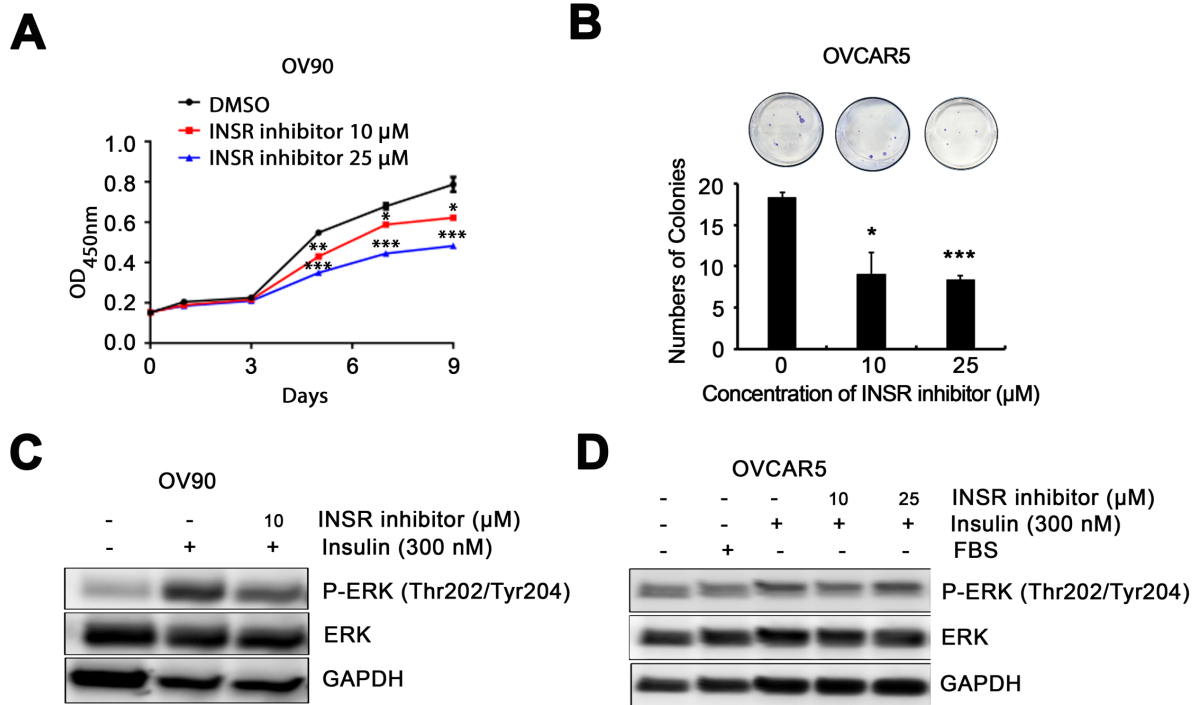 A
OV90
DMSO
INSR inhibitor 10 µM
INSR inhibitor 25 µM
OD450nm
1.0
0.8
0.6
0.4
0.2
0.0
** *** * *** * ***
0 3 6 9
Days
B
OVCAR5
Numbers of Colonies
20
15
10
5
0
* ***
0 10 25
Concentration of INSR inhibitor (µM)
C
OV90
- - 10 INSR inhibitor (µM)
- + + Insulin (300 nM)
P-ERK (Thr202/Tyr204)
ERK
GAPDH
D
OVCAR5
- - - 10 25 INSR inhibitor (µM)
- - + + + Insulin (300 nM)
- + - - - FBS
P-ERK (Thr202/Tyr204)
ERK
GAPDH